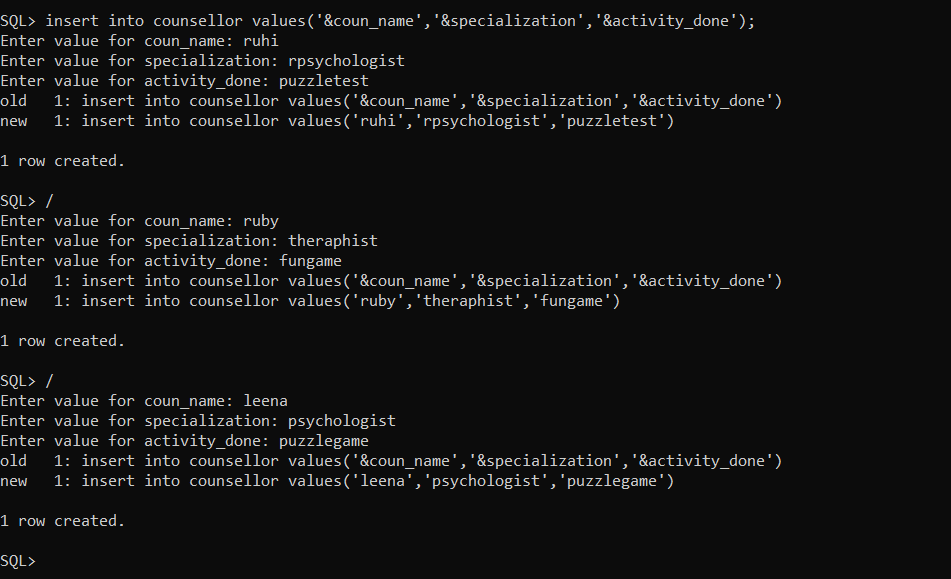 SQL> insert into counsellor values('&coun_name','&specialization','&activity_done');
Enter value for coun_name: ruhi
Enter value for specialization: rpsychologist
Enter value for activity_done: puzzletest
old   1: insert into counsellor values('&coun_name','&specialization','&activity_done')
new   1: insert into counsellor values('ruhi','rpsychologist','puzzletest')
1 row created.
SQL> /
Enter value for coun_name: ruby
Enter value for specialization: theraphist
Enter value for activity_done: fungame
old   1: insert into counsellor values('&coun_name','&specialization','&activity_done')
new   1: insert into counsellor values('ruby','theraphist','fungame')
1 row created.
SQL> /
Enter value for coun_name: leena
Enter value for specialization: psychologist
Enter value for activity_done: puzzlegame
old   1: insert into counsellor values('&coun_name','&specialization','&activity_done')
new   1: insert into counsellor values('leena','psychologist','puzzlegame')
1 row created.
SQL>